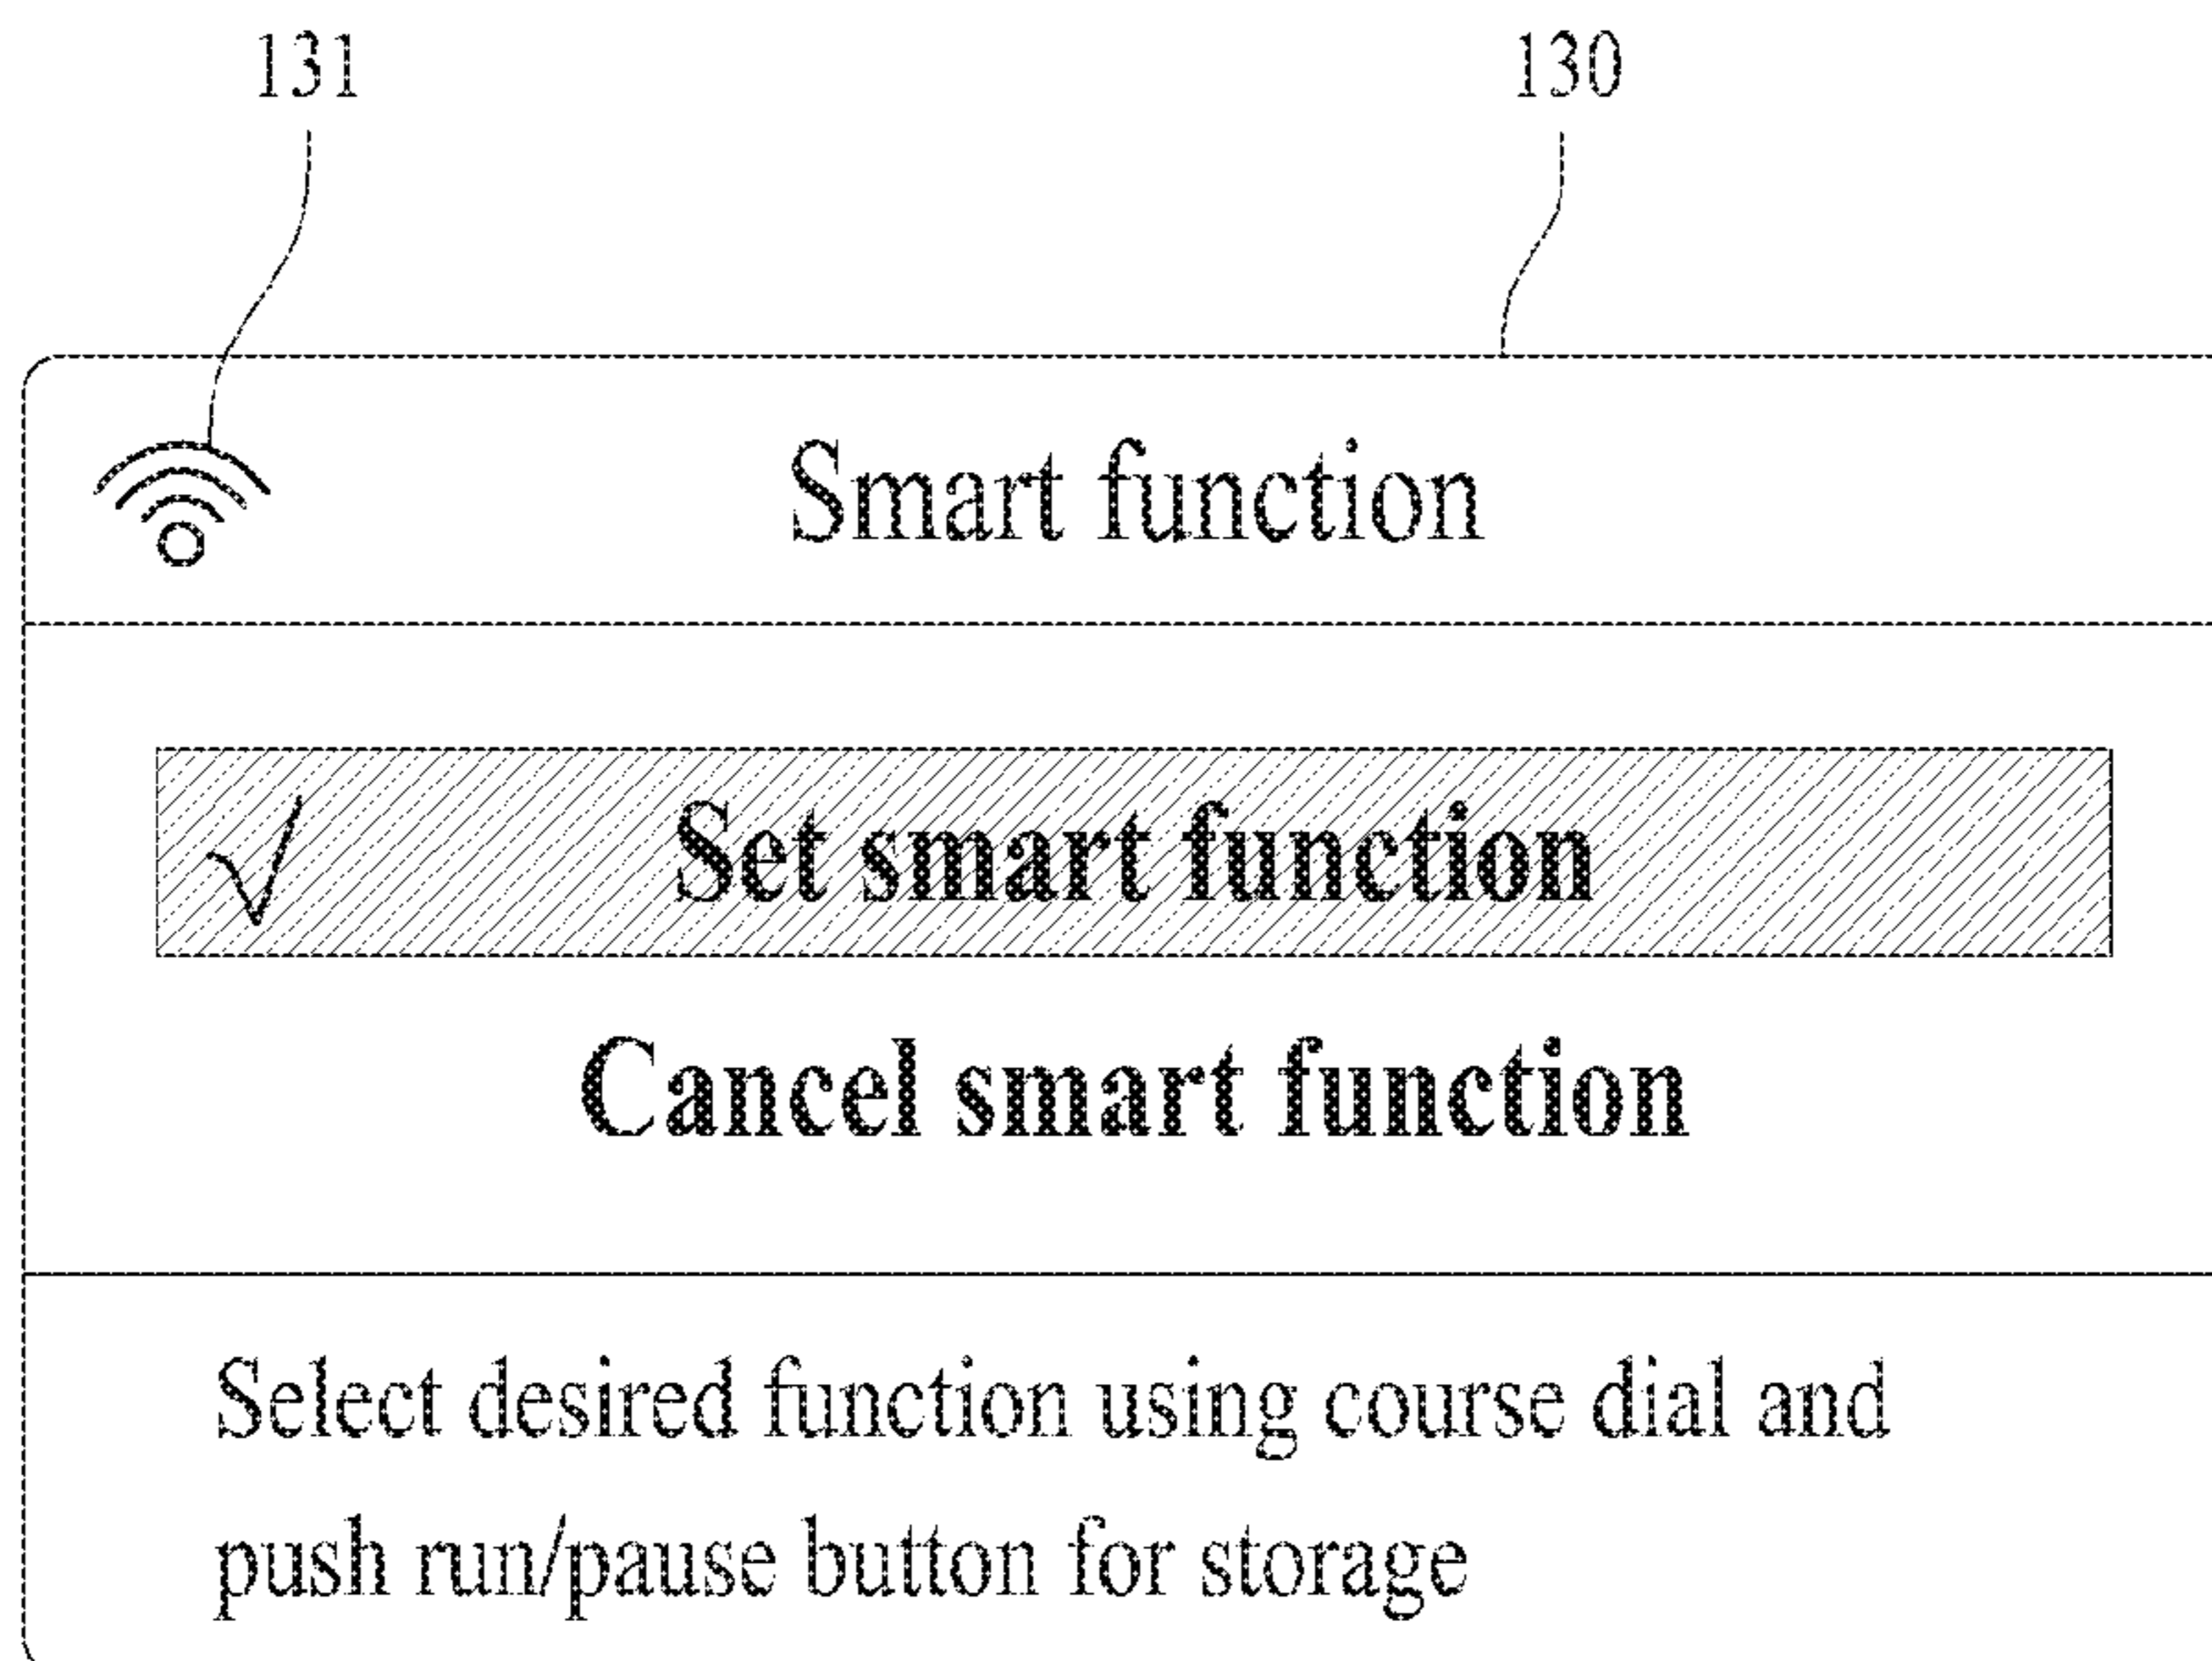 131
130
Smart function
Set smart function
Cancel smart function
Select desired function using course dial and
push run/pause button for storage